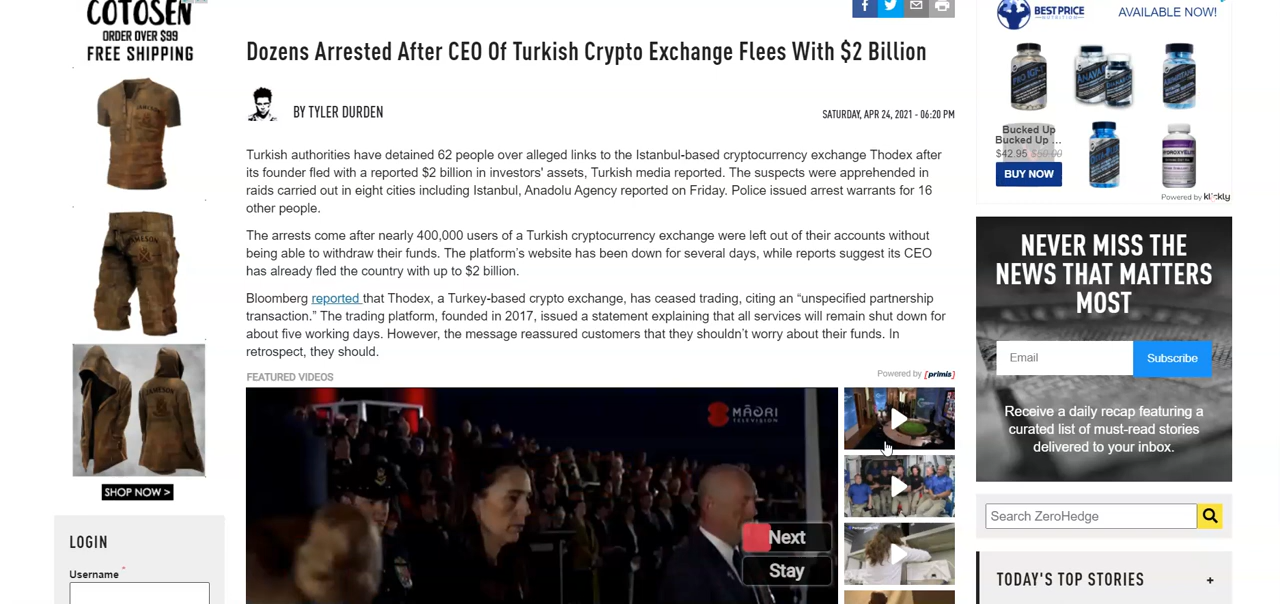 COTOSEN
ORDER OVER $99
FREE SHIPPING
SHOP NOW >
LOGIN
Username *
Dozens Arrested After CEO Of Turkish Crypto Exchange Flees With $2 Billion
BY TYLER DURDEN
SATURDAY, APR 24, 2021 - 06:20 PM
Turkish authorities have detained 62 people over alleged links to the Istanbul-based cryptocurrency exchange Thodex after
its founder fled with a reported $2 billion in investors' assets, Turkish media reported. The suspects were apprehended in
raids carried out in eight cities including Istanbul, Anadolu Agency reported on Friday. Police issued arrest warrants for 16
other people.
The arrests come after nearly 400,000 users of a Turkish cryptocurrency exchange were left out of their accounts without
being able to withdraw their funds. The platform's website has been down for several days, while reports suggest its CEO
has already fled the country with up to $2 billion.
Bloomberg reported that Thodex, a Turkey-based crypto exchange, has ceased trading, citing an “unspecified partnership
transaction.” The trading platform, founded in 2017, issued a statement explaining that all services will remain shut down for
about five working days. However, the message reassured customers that they shouldn’t worry about their funds. In
retrospect, they should.
FEATURED VIDEOS
Powered by [primis]
MĀORI
TELEVISION
Next
Stay
BEST PRICE
NUTRITION
AVAILABLE NOW!
Bucked Up
Bucked Up ...
$42.95 $50.00
BUY NOW
Powered by klickly
NEVER MISS THE
NEWS THAT MATTERS
MOST
Email
Subscribe
Receive a daily recap featuring a
curated list of must-read stories
delivered to your inbox.
Search ZeroHedge
TODAY'S TOP STORIES +